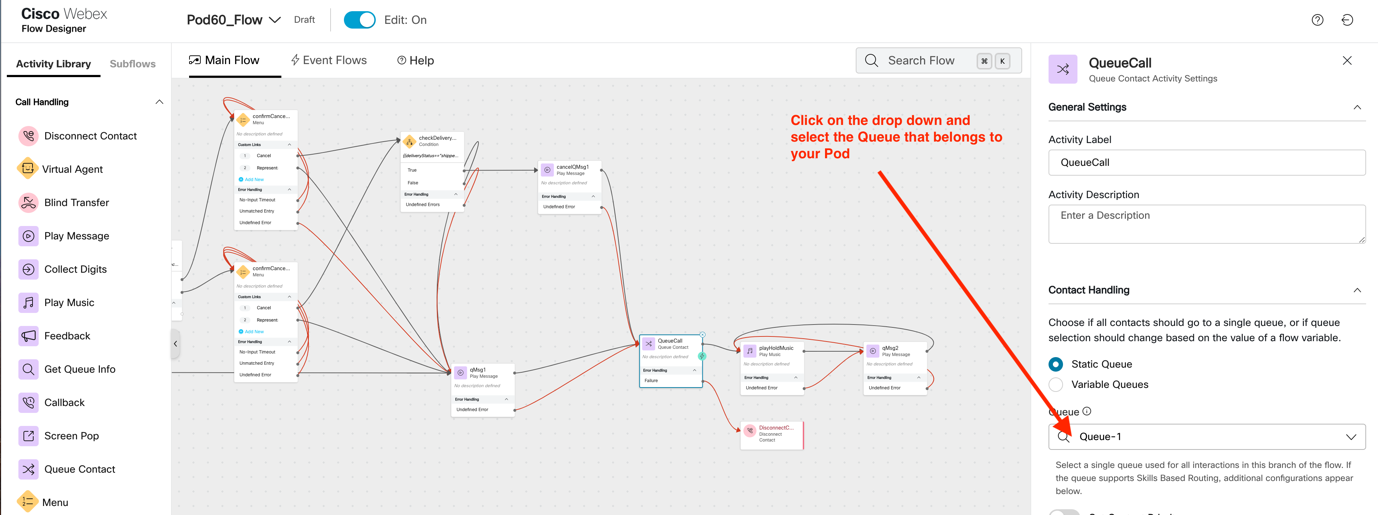 Cisco Webex
Flow Designer
Pod60_Flow
Draft
Edit: On
Activity Library
Subflows
Main Flow
Event Flows
Help
Search Flow
⌘
K
Call Handling
Disconnect Contact
Virtual Agent
Blind Transfer
Play Message
Collect Digits
Play Music
Feedback
Get Queue Info
Callback
Screen Pop
Queue Contact
Menu
confirmCance...
Menu
No description defined
Custom Links
1 Cancel
2 Represent
Add New
Error Handling
No-Input Timeout
Unmatched Entry
Undefined Error
confirmCance...
Menu
No description defined
Custom Links
1 Cancel
2 Represent
Add New
Error Handling
No-Input Timeout
Unmatched Entry
Undefined Error
checkDelivery...
Condition
{{deliveryStatus=="shippe...
True
False
Error Handling
Undefined Errors
cancelQMsg1
Play Message
No description defined
Error Handling
Undefined Error
qMsg1
Play Message
No description defined
Error Handling
Undefined Error
QueueCall
Queue Contact
No description defined
Error Handling
Failure
playHoldMusic
Play Music
No description defined
Error Handling
Undefined Error
qMsg2
Play Message
No description defined
Error Handling
Undefined Error
DisconnectC...
Disconnect
Contact
Click on the drop down and
select the Queue that belongs to
your Pod
QueueCall
Queue Contact Activity Settings
General Settings
Activity Label
QueueCall
Activity Description
Enter a Description
Contact Handling
Choose if all contacts should go to a single queue, or if queue
selection should change based on the value of a flow variable.
Static Queue
Variable Queues
Queue
Queue-1
Select a single queue used for all interactions in this branch of the flow. If
the queue supports Skills Based Routing, additional configurations appear
below.